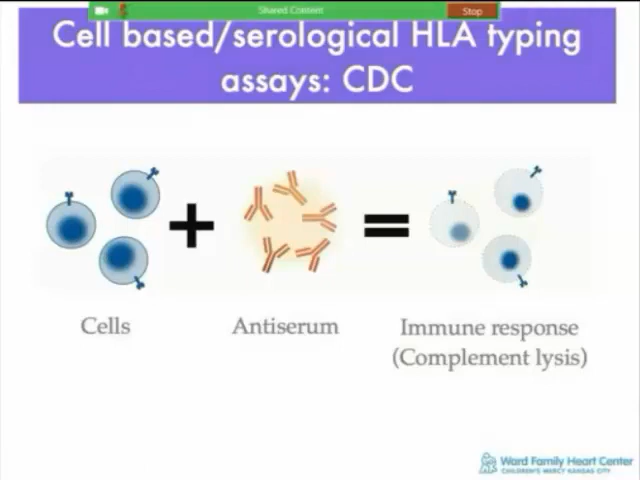 Shared Content
Stop
Cell based/serological HLA typing
assays: CDC
Cells
Antiserum
Immune response
(Complement lysis)
Ward Family Heart Center
CHILDREN'S MERCY KANSAS CITY